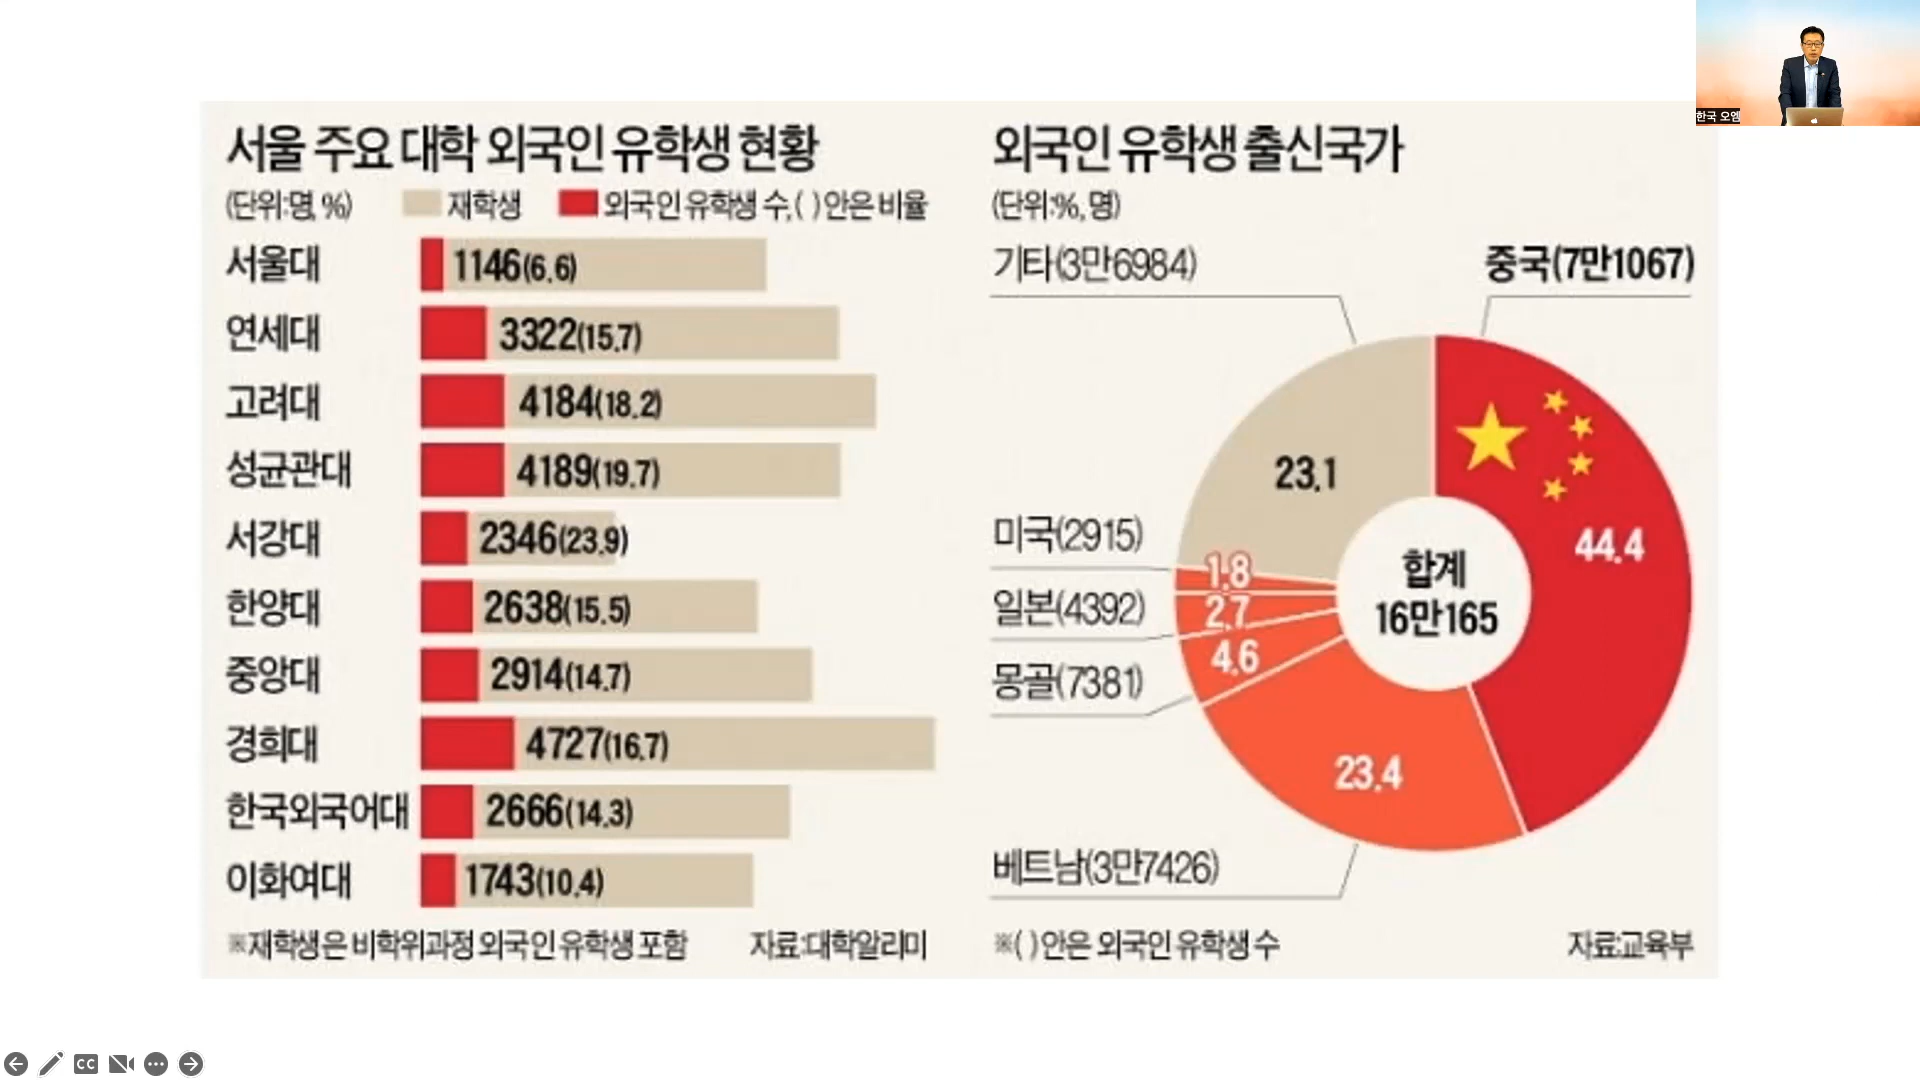 한국 오엠
서울 주요 대학 외국인 유학생 현황
(단위:명, %) 재학생 외국인 유학생 수, ( ) 안은 비율
서울대 1146(6.6)
연세대 3322(15.7)
고려대 4184(18.2)
성균관대 4189(19.7)
서강대 2346(23.9)
한양대 2638(15.5)
중앙대 2914(14.7)
경희대 4727(16.7)
한국외국어대 2666(14.3)
이화여대 1743(10.4)
※재학생은 비학위과정 외국인 유학생 포함 자료:대학알리미
외국인 유학생 출신국가
(단위:%, 명)
기타(3만6984)
중국(7만1067)
23.1
44.4
미국(2915)
1.8
합계
16만165
일본(4392)
2.7
몽골(7381)
4.6
23.4
베트남(3만7426)
※( ) 안은 외국인 유학생 수 자료:교육부
CC